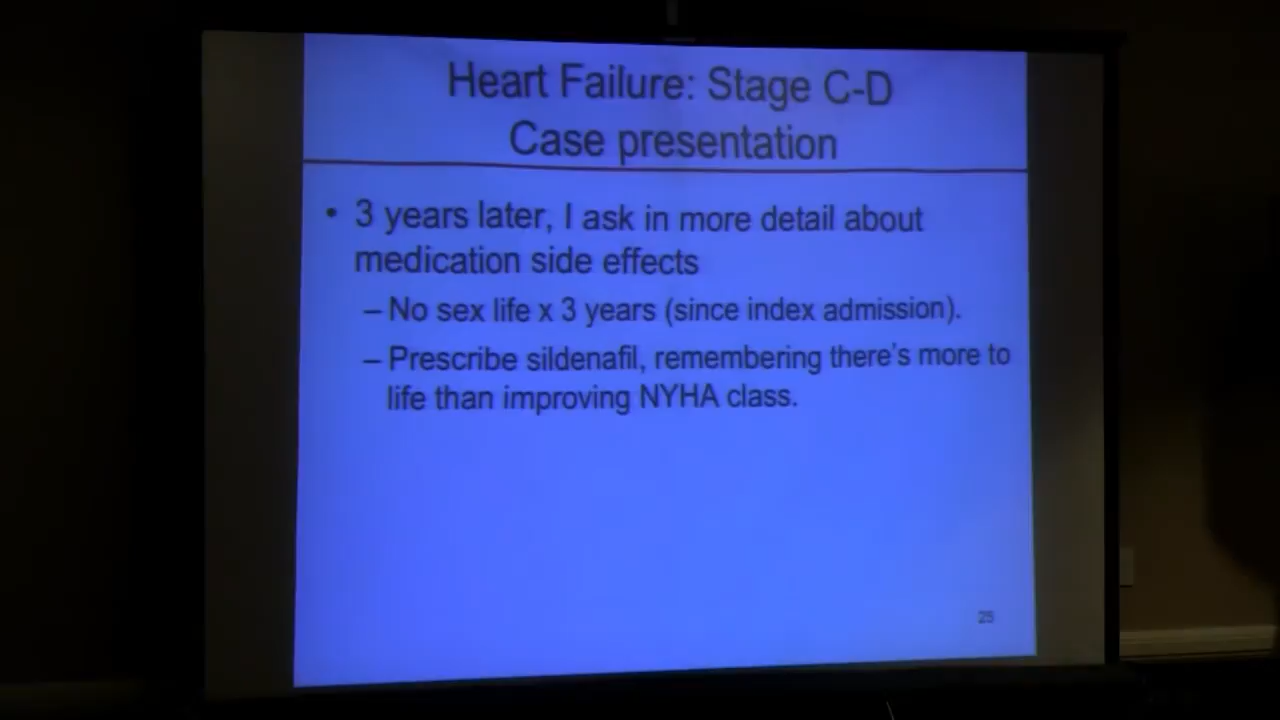 Heart Failure: Stage C-D
Case presentation
• 3 years later, I ask in more detail about
medication side effects
– No sex life x 3 years (since index admission).
– Prescribe sildenafil, remembering there's more to
life than improving NYHA class.
25